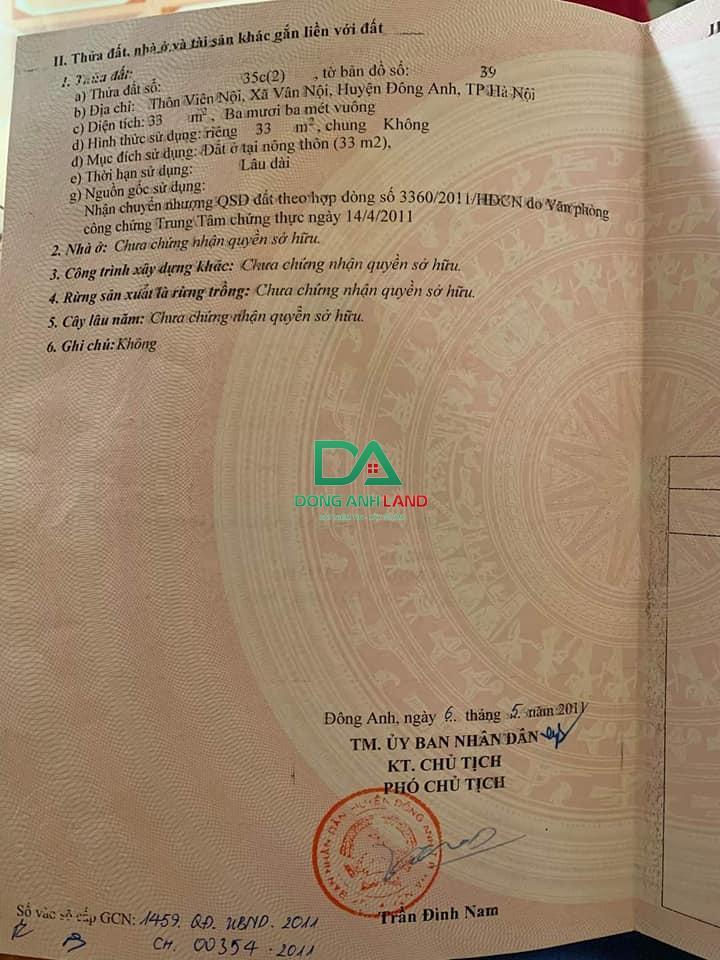 II. Thửa đất, nhà ở và tài sản khác gắn liền với đất
1. Thửa đất:
a) Thửa đất số: 35c(2) , tờ bản đồ số: 39
b) Địa chỉ: Thôn Viên Nội, Xã Vân Nội, Huyện Đông Anh, TP Hà Nội
c) Diện tích: 33 m², Ba mươi ba mét vuông
d) Hình thức sử dụng: riêng 33 m², chung Không
đ) Mục đích sử dụng: Đất ở tại nông thôn (33 m2),
e) Thời hạn sử dụng: Lâu dài
g) Nguồn gốc sử dụng:
Nhận chuyển nhượng QSD đất theo hợp đồng số 3360/2011/HĐCN do Văn phòng
công chứng Trung Tâm chứng thực ngày 14/4/2011
2. Nhà ở: Chưa chứng nhận quyền sở hữu.
3. Công trình xây dựng khác: Chưa chứng nhận quyền sở hữu.
4. Rừng sản xuất là rừng trồng: Chưa chứng nhận quyền sở hữu.
5. Cây lâu năm: Chưa chứng nhận quyền sở hữu.
6. Ghi chú: Không
DA
DONG ANH LAND
Đông Anh, ngày 6 tháng 5 năm 2011
TM. ỦY BAN NHÂN DÂN
KT. CHỦ TỊCH
PHÓ CHỦ TỊCH
NHÂN DÂN HUYỆN ĐÔNG ANH
Trần Đình Nam
Số vào sổ cấp GCN: 1459. QĐ. UBND. 2011
CH. 00354 . 2011